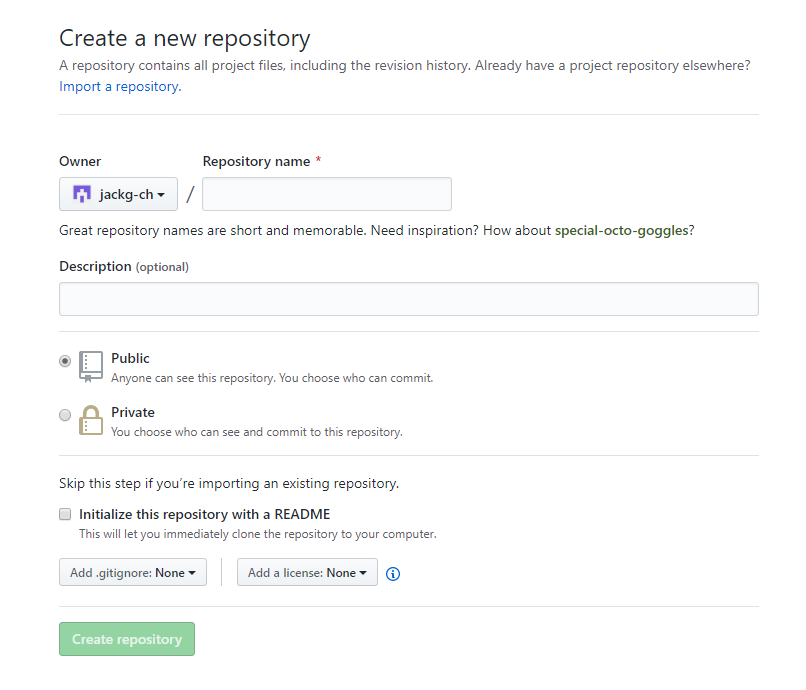 Create a new repository
A repository contains all project files, including the revision history. Already have a project repository elsewhere?
Import a repository.
Owner
Repository name *
jackg-ch
/
Great repository names are short and memorable. Need inspiration? How about special-octo-goggles?
Description (optional)
Public
Anyone can see this repository. You choose who can commit.
Private
You choose who can see and commit to this repository.
Skip this step if you’re importing an existing repository.
Initialize this repository with a README
This will let you immediately clone the repository to your computer.
Add .gitignore: None
Add a license: None
Create repository